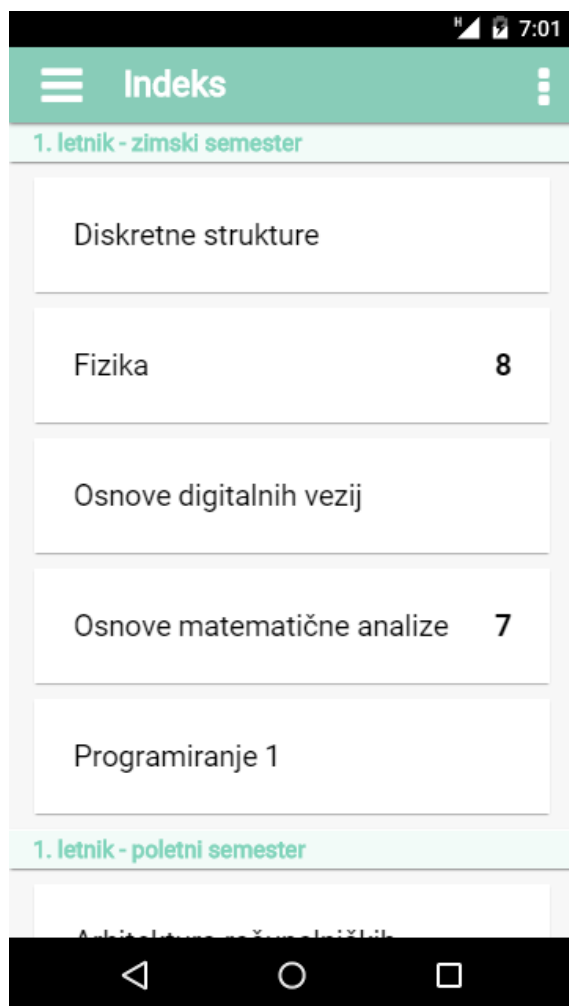 H 7:01
Indeks
1. letnik - zimski semester
Diskretne strukture
Fizika 8
Osnove digitalnih vezij
Osnove matematične analize 7
Programiranje 1
1. letnik - poletni semester